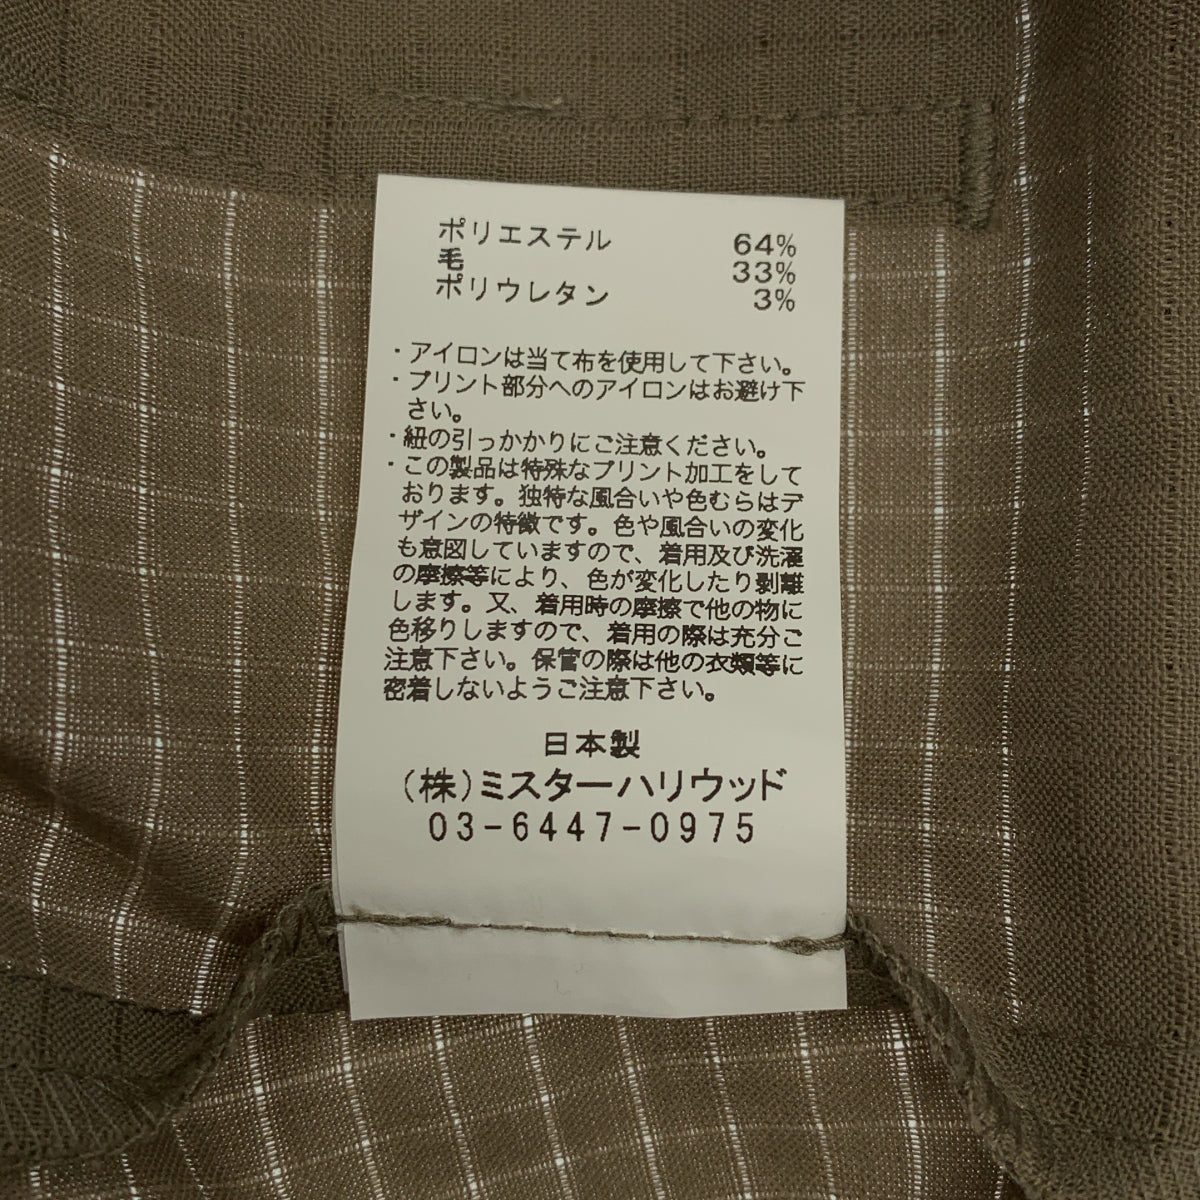 ポリエステル 64%
毛 33%
ポリウレタン 3%
・アイロンは当て布を使用して下さい。
・プリント部分へのアイロンはお避け下
さい。
・紐の引っかかりにご注意ください。
・この製品は特殊なプリント加工をして
おります。独特な風合いや色むらはデ
ザインの特徴です。色や風合いの変化
も意図していますので、着用及び洗濯
の摩擦等により、色が変化したり剥離
します。又、着用時の摩擦で他の物に
色移りしますので、着用の際は充分ご
注意下さい。保管の際は他の衣類等に
密着しないようご注意下さい。
日本製
(株)ミスターハリウッド
03-6447-0975